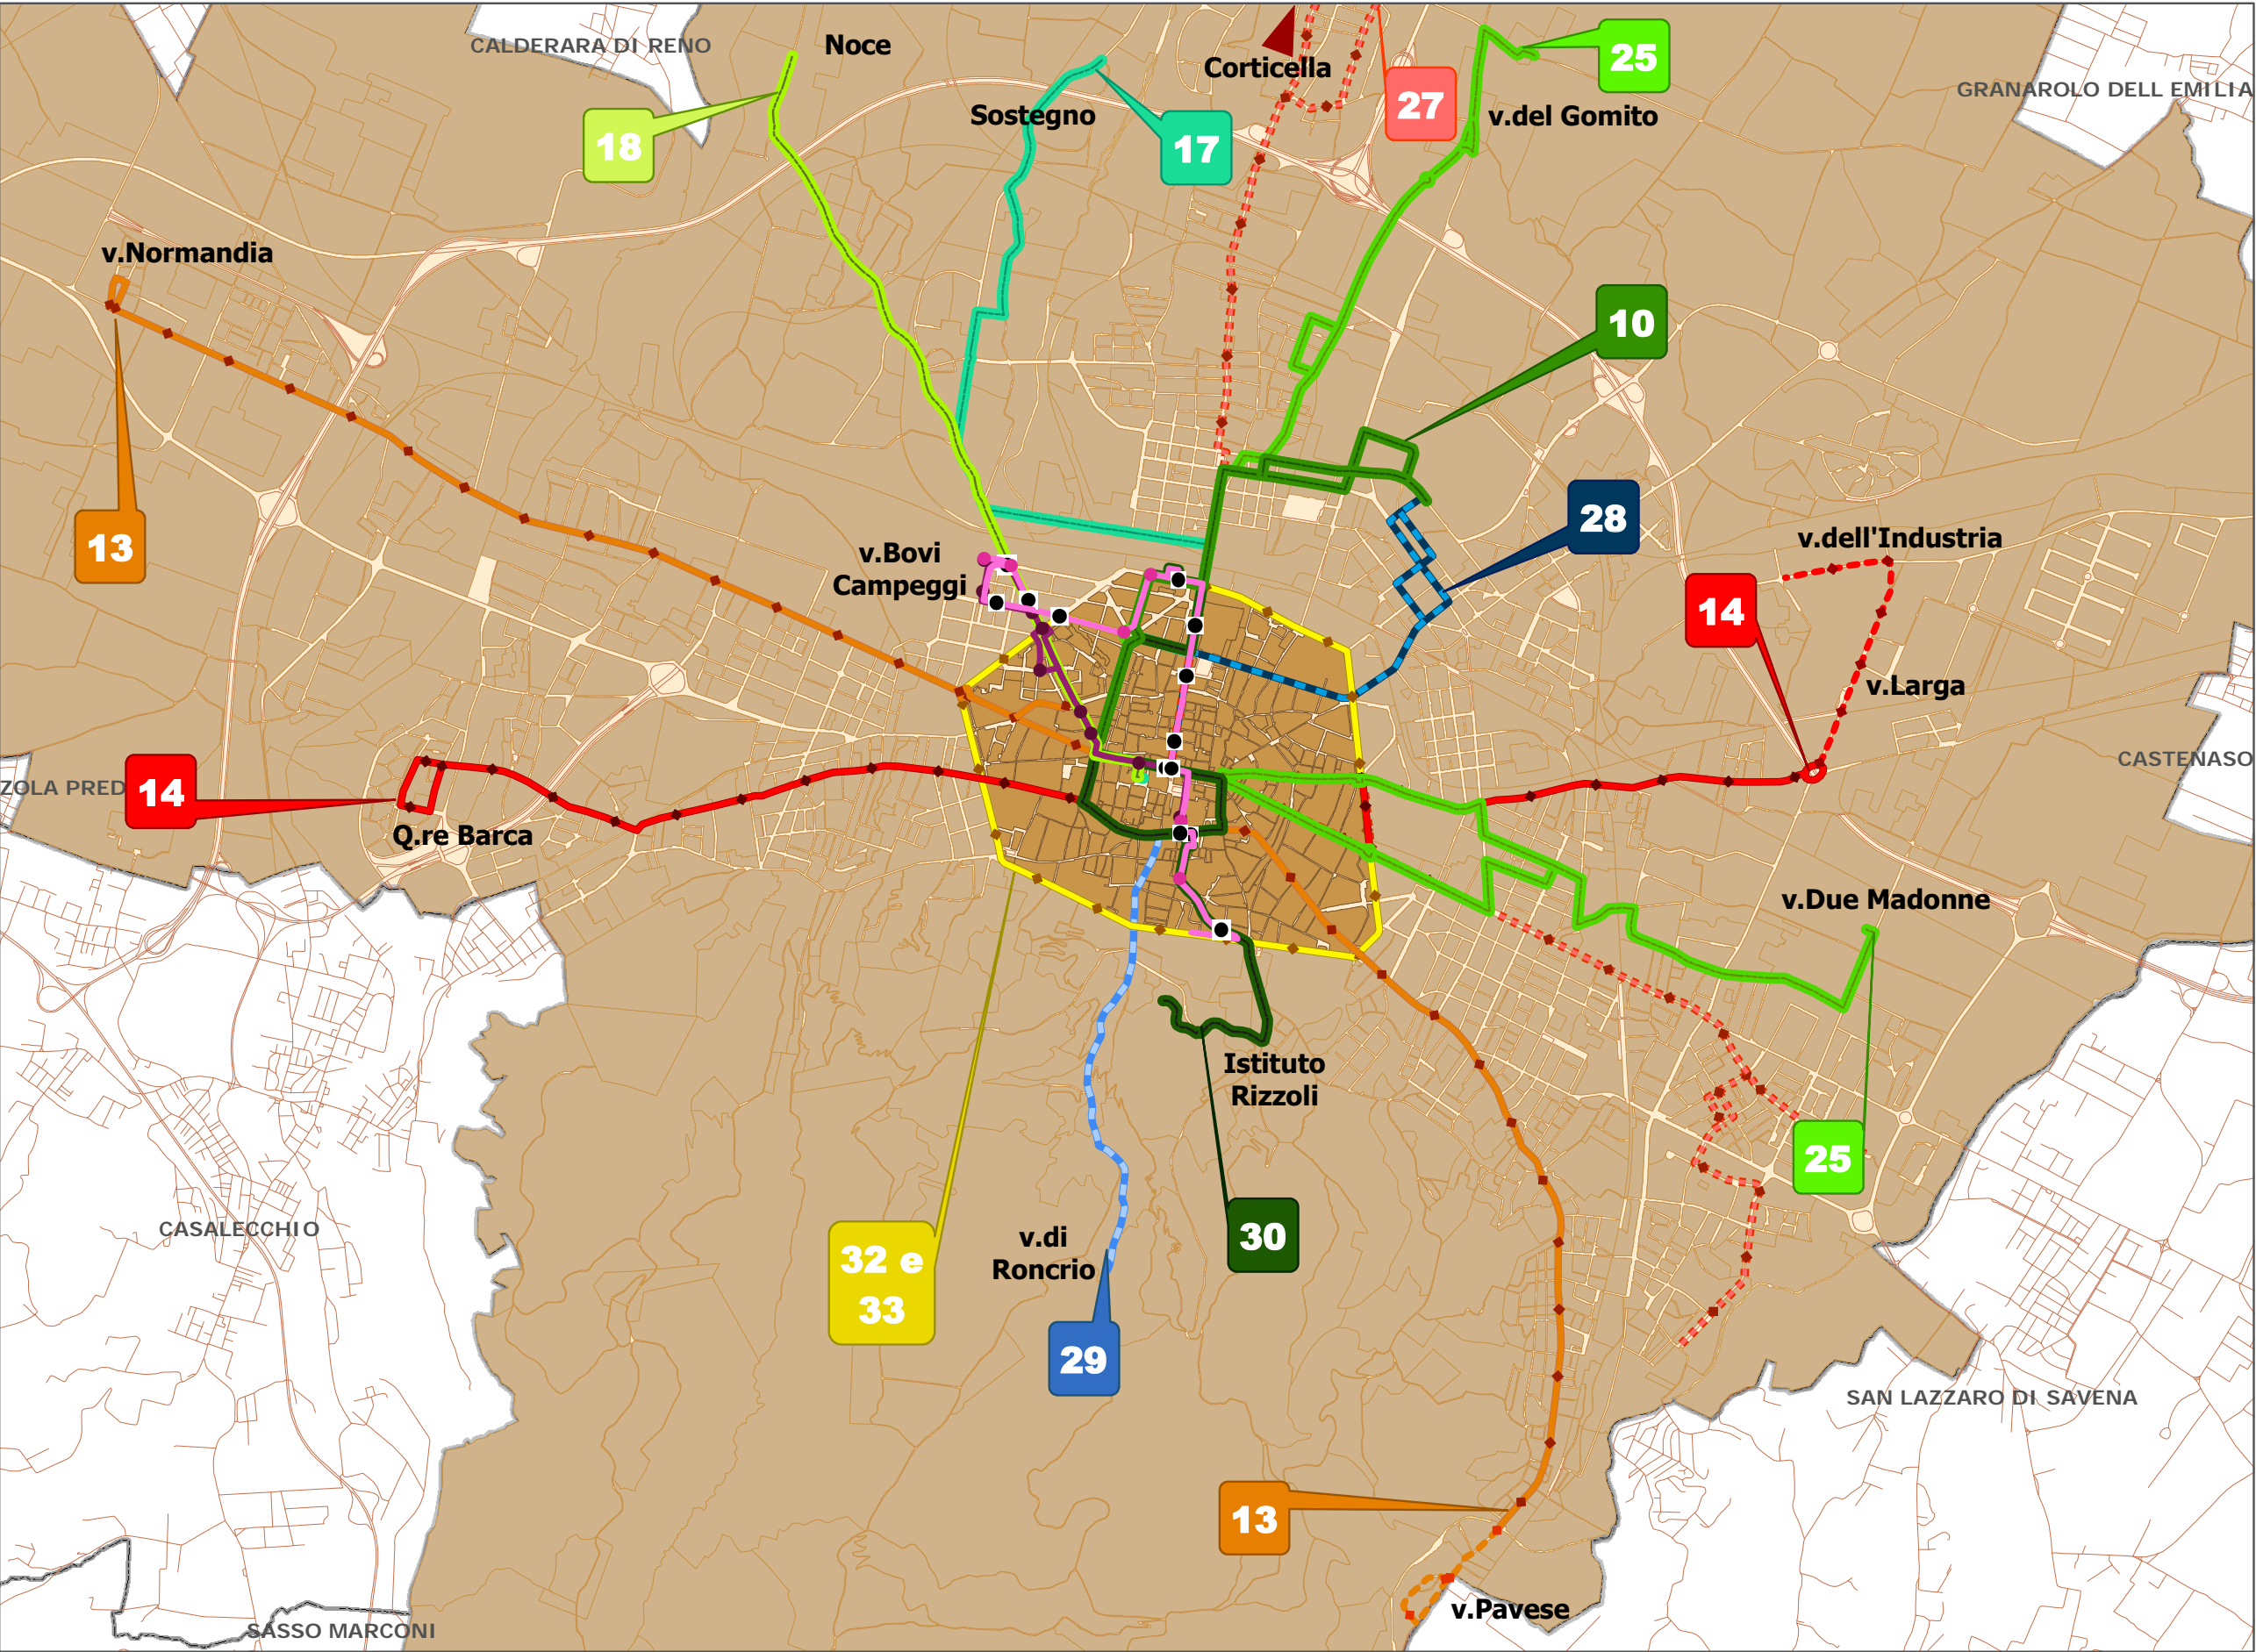 CALDERARA DI RENO
Noce
Corticella
25
GRANAROLO DELL EMILIA
27
Sostegno
v.del Gomito
18
17
v.Normandia
10
28
13
v.Bovi
Campeggi
v.dell'Industria
14
v.Larga
CASTENASO
ZOLA PRED
14
Q.re Barca
v.Due Madonne
Istituto
Rizzoli
25
CASALECCHIO
v.di
Roncrio
30
32 e
33
29
SAN LAZZARO DI SAVENA
13
v.Pavese
SASSO MARCONI